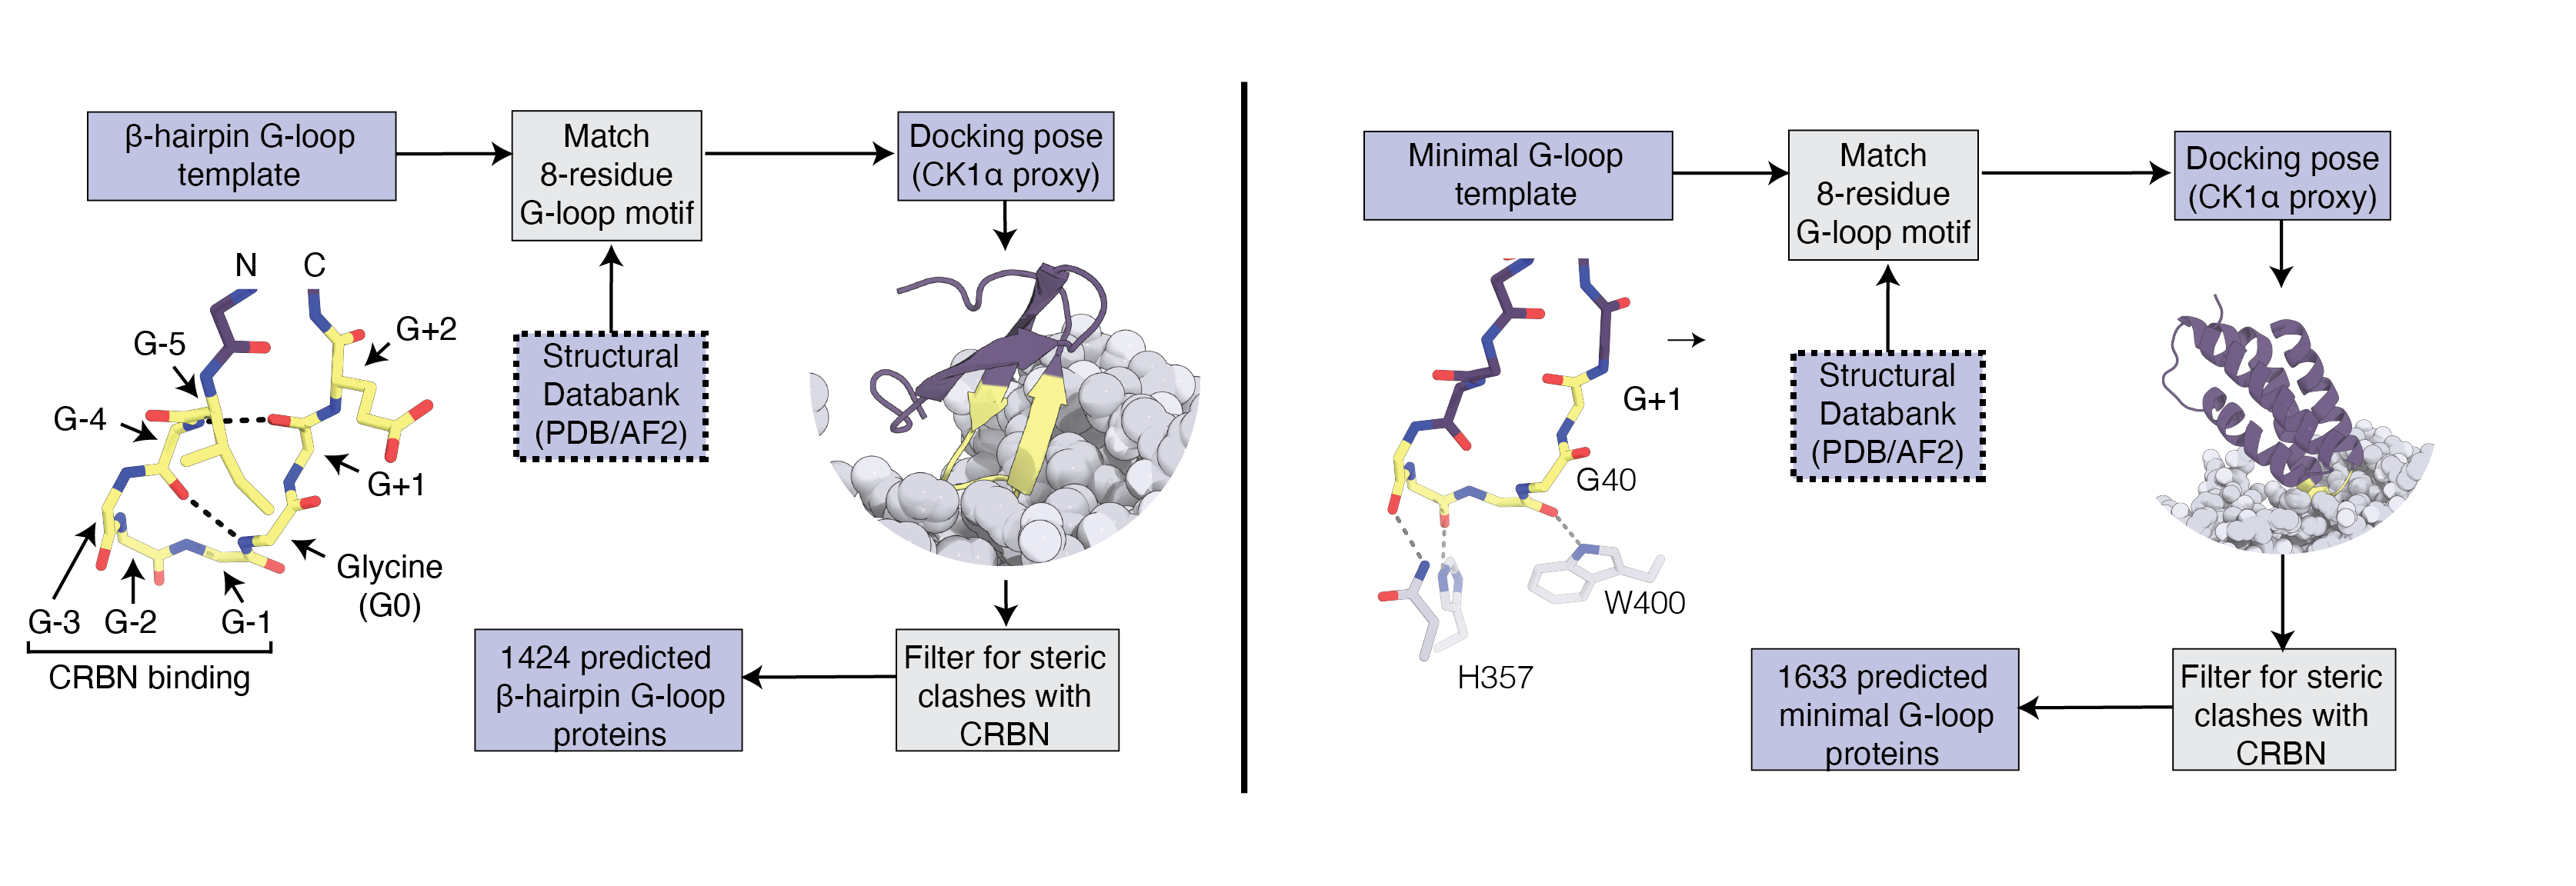 β-hairpin G-loop
template
Match
8-residue
G-loop motif
Docking pose
(CK1α proxy)
Structural
Databank
(PDB/AF2)
N
C
G-5
G+2
G-4
G+1
Glycine
(G0)
G-3
G-2
G-1
CRBN binding
1424 predicted
β-hairpin G-loop
proteins
Filter for steric
clashes with
CRBN
Minimal G-loop
template
Match
8-residue
G-loop motif
Docking pose
(CK1α proxy)
Structural
Databank
(PDB/AF2)
G+1
G40
W400
H357
1633 predicted
minimal G-loop
proteins
Filter for steric
clashes with
CRBN